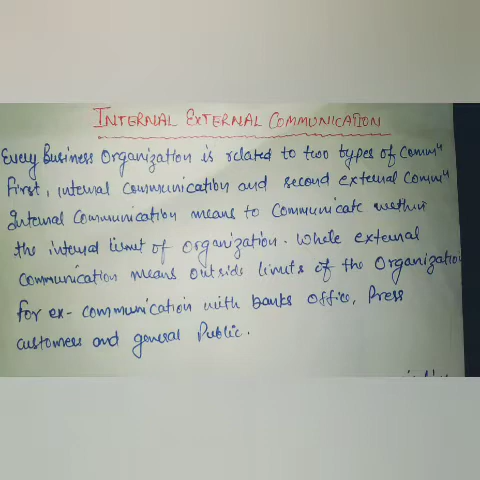 INTERNAL EXTERNAL COMMUNICATION
Every Business Organization is related to two types of Commⁿ
First, internal communication and second external Commⁿ
Internal Communication means to Communicate within
the internal limit of organization. While external
Communication means outside limits of the Organization
for ex- communication with banks office, Press
customers and general Public.